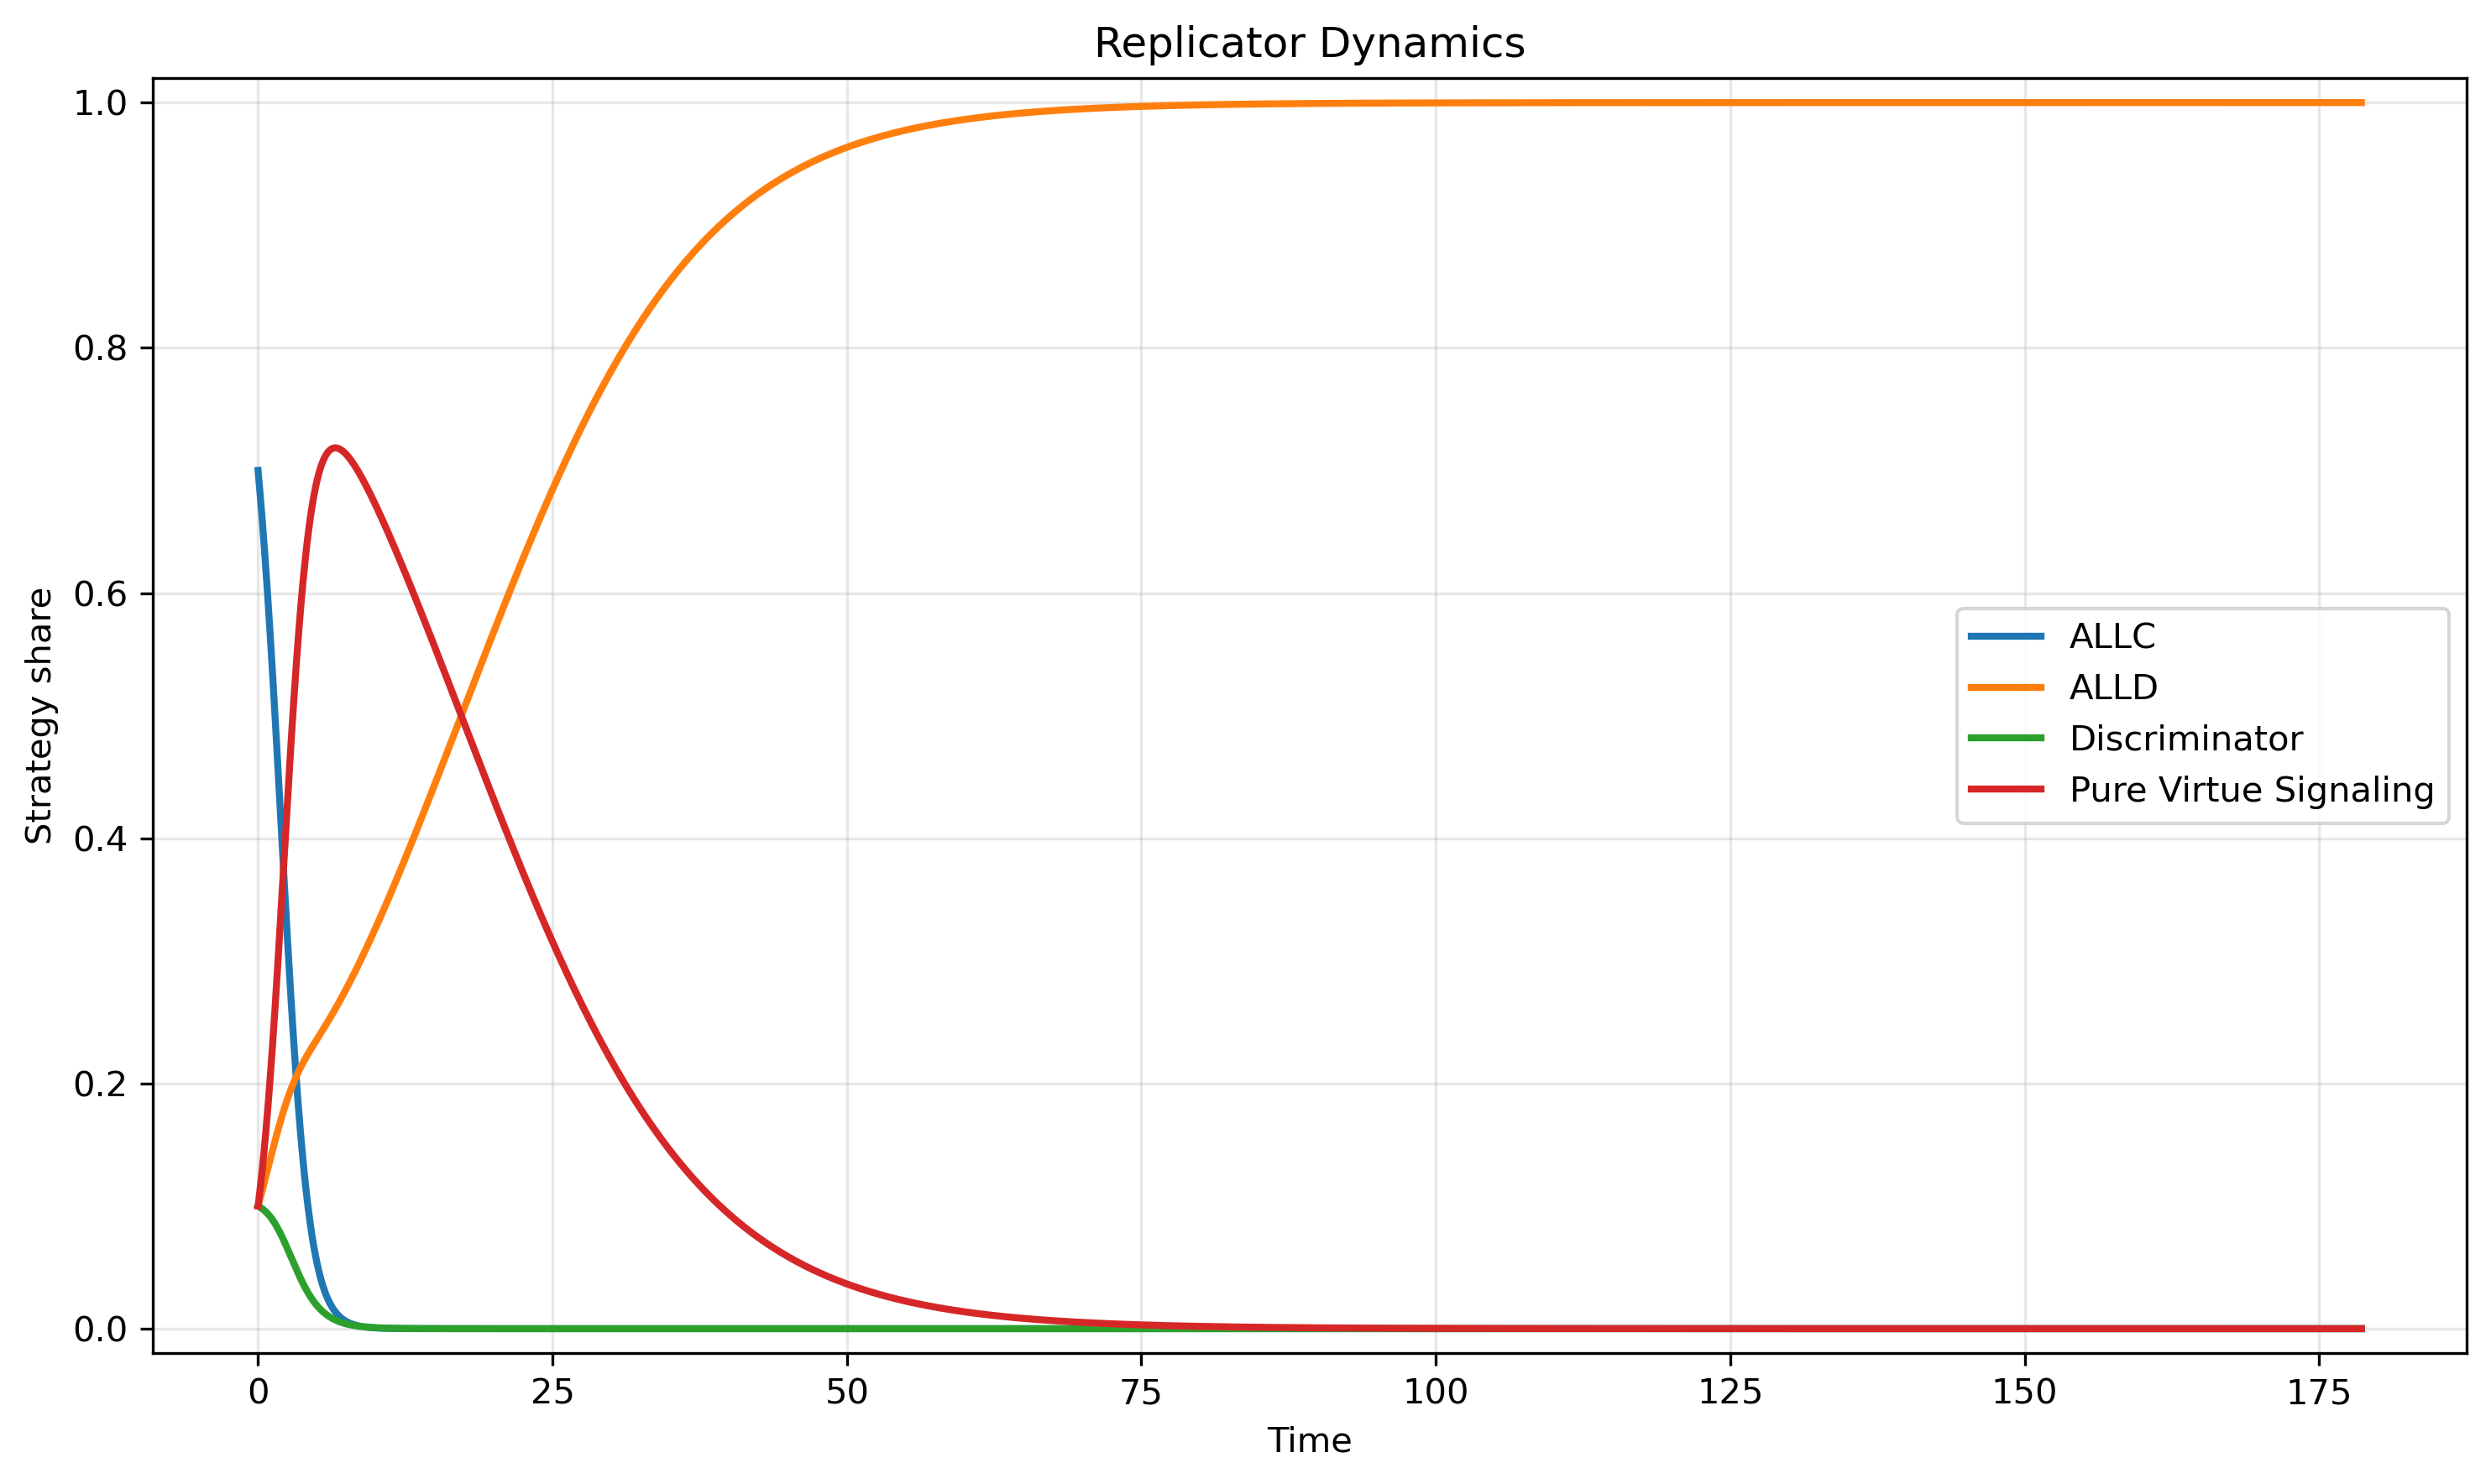 Replicator Dynamics
1.0
0.8
0.6
0.4
0.2
0.0
Strategy share
ALLC
ALLD
Discriminator
Pure Virtue Signaling
0 25 50 75 100 125 150 175
Time